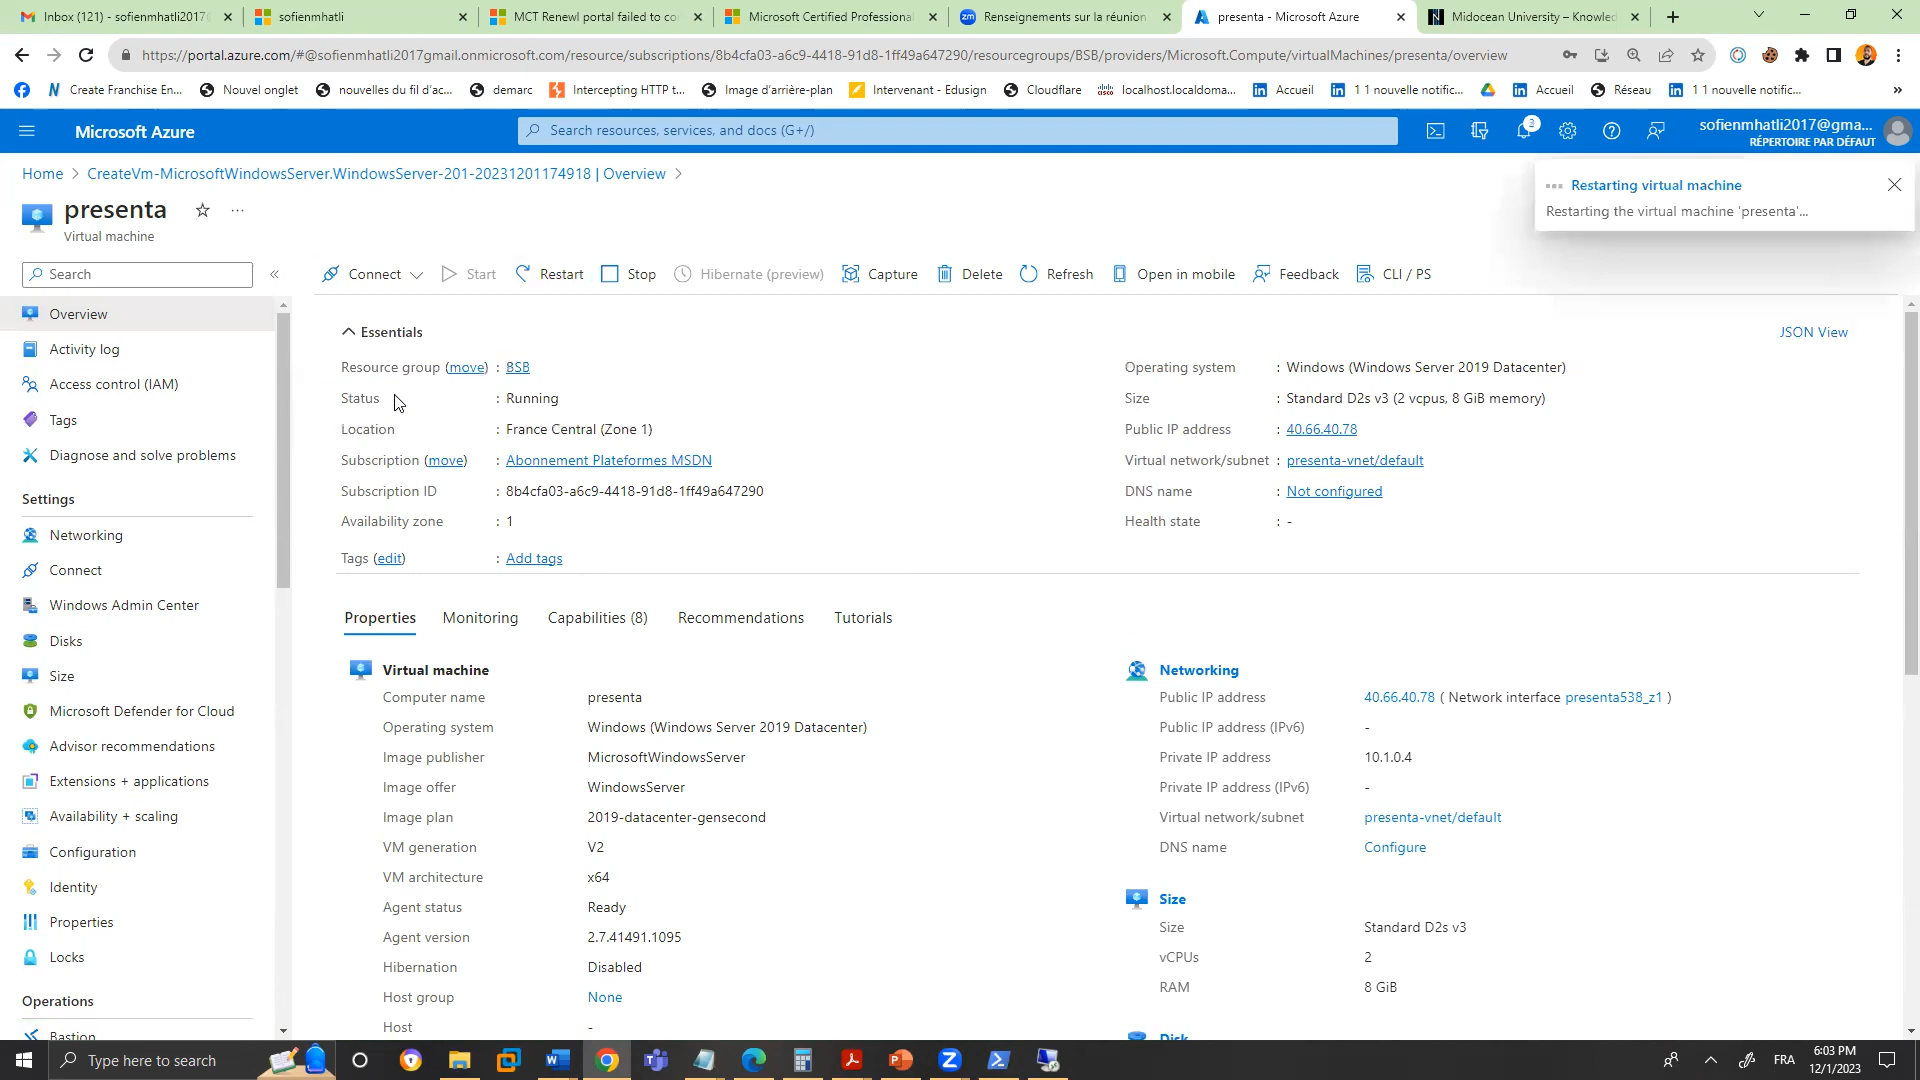 Inbox (121) - sofienmhatli2017
sofienmhatli
MCT Renewl portal failed to co
Microsoft Certified Professional
Renseignements sur la réunion
presenta - Microsoft Azure
Midocean University – Knowled
https://portal.azure.com/#@sofienmhatli2017gmail.onmicrosoft.com/resource/subscriptions/8b4cfa03-a6c9-4418-91d8-1ff49a647290/resourcegroups/BSB/providers/Microsoft.Compute/virtualMachines/presenta/overview
Create Franchise En...
Nouvel onglet
nouvelles du fil d'ac...
demarc
Intercepting HTTP t...
Image d'arrière-plan
Intervenant - Edusign
Cloudflare
localhost.localdoma...
Accueil
1 1 nouvelle notific...
Accueil
Réseau
1 1 nouvelle notific...
»
Microsoft Azure
Search resources, services, and docs (G+/)
3
sofienmhatli2017@gma...
RÉPERTOIRE PAR DÉFAUT
Home > CreateVm-MicrosoftWindowsServer.WindowsServer-201-20231201174918 | Overview >
Restarting virtual machine
Restarting the virtual machine 'presenta'...
presenta
Virtual machine
Search
«
Connect
Start
Restart
Stop
Hibernate (preview)
Capture
Delete
Refresh
Open in mobile
Feedback
CLI / PS
Overview
Activity log
Access control (IAM)
Tags
Diagnose and solve problems
Settings
Networking
Connect
Windows Admin Center
Disks
Size
Microsoft Defender for Cloud
Advisor recommendations
Extensions + applications
Availability + scaling
Configuration
Identity
Properties
Locks
Operations
Bastion
Essentials
JSON View
Resource group (move) : BSB
Status : Running
Location : France Central (Zone 1)
Subscription (move) : Abonnement Plateformes MSDN
Subscription ID : 8b4cfa03-a6c9-4418-91d8-1ff49a647290
Availability zone : 1
Tags (edit) : Add tags
Operating system : Windows (Windows Server 2019 Datacenter)
Size : Standard D2s v3 (2 vcpus, 8 GiB memory)
Public IP address : 40.66.40.78
Virtual network/subnet : presenta-vnet/default
DNS name : Not configured
Health state : -
Properties
Monitoring
Capabilities (8)
Recommendations
Tutorials
Virtual machine
Computer name presenta
Operating system Windows (Windows Server 2019 Datacenter)
Image publisher MicrosoftWindowsServer
Image offer WindowsServer
Image plan 2019-datacenter-gensecond
VM generation V2
VM architecture x64
Agent status Ready
Agent version 2.7.41491.1095
Hibernation Disabled
Host group None
Host -
Networking
Public IP address 40.66.40.78 ( Network interface presenta538_z1 )
Public IP address (IPv6) -
Private IP address 10.1.0.4
Private IP address (IPv6) -
Virtual network/subnet presenta-vnet/default
DNS name Configure
Size
Size Standard D2s v3
vCPUs 2
RAM 8 GiB
Disk
Type here to search
FRA
6:03 PM
12/1/2023